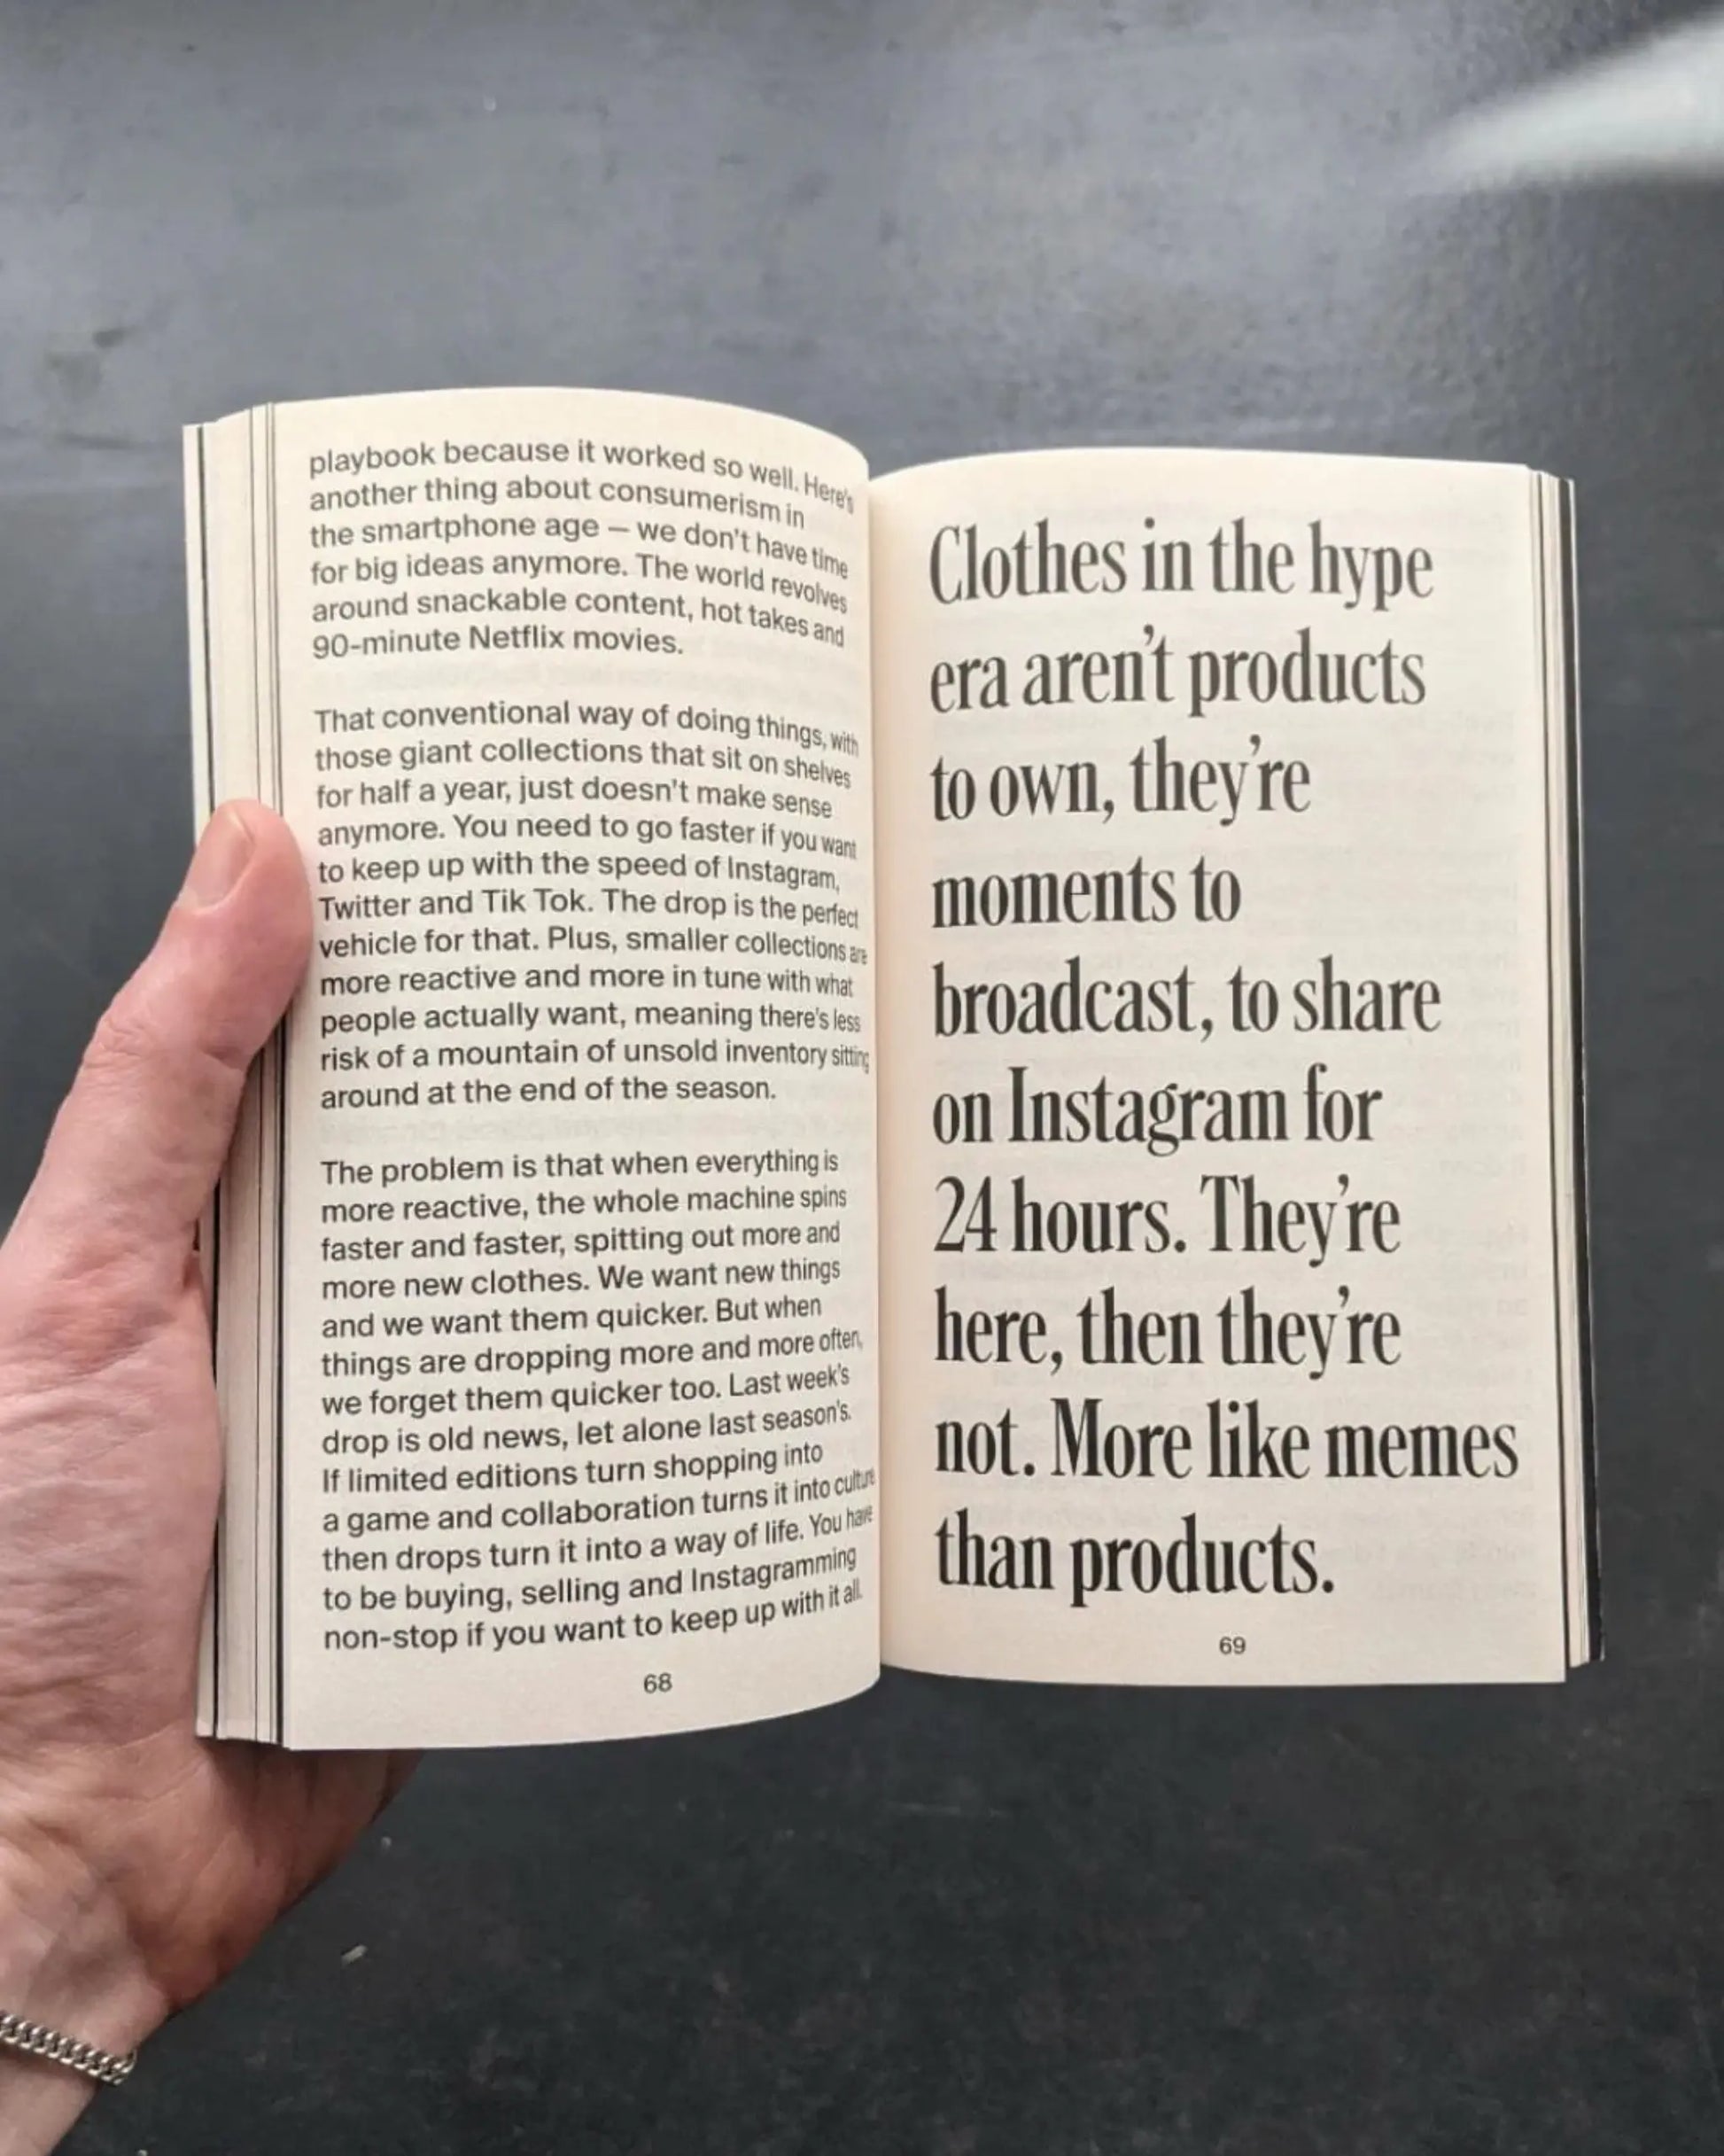 playbook because it worked so well. Here's
another thing about consumerism in
the smartphone age — we don't have time
for big ideas anymore. The world revolves
around snackable content, hot takes and
90-minute Netflix movies.
That conventional way of doing things, with
those giant collections that sit on shelves
for half a year, just doesn't make sense
anymore. You need to go faster if you want
to keep up with the speed of Instagram,
Twitter and Tik Tok. The drop is the perfect
vehicle for that. Plus, smaller collections are
more reactive and more in tune with what
people actually want, meaning there's less
risk of a mountain of unsold inventory sitting
around at the end of the season.
The problem is that when everything is
more reactive, the whole machine spins
faster and faster, spitting out more and
more new clothes. We want new things
and we want them quicker. But when
things are dropping more and more often,
we forget them quicker too. Last week's
drop is old news, let alone last season's.
If limited editions turn shopping into
a game and collaboration turns it into culture
then drops turn it into a way of life. You have
to be buying, selling and Instagramming
non-stop if you want to keep up with it all.
68
Clothes in the hype
era aren't products
to own, they're
moments to
broadcast, to share
on Instagram for
24 hours. They're
here, then they're
not. More like memes
than products.
69